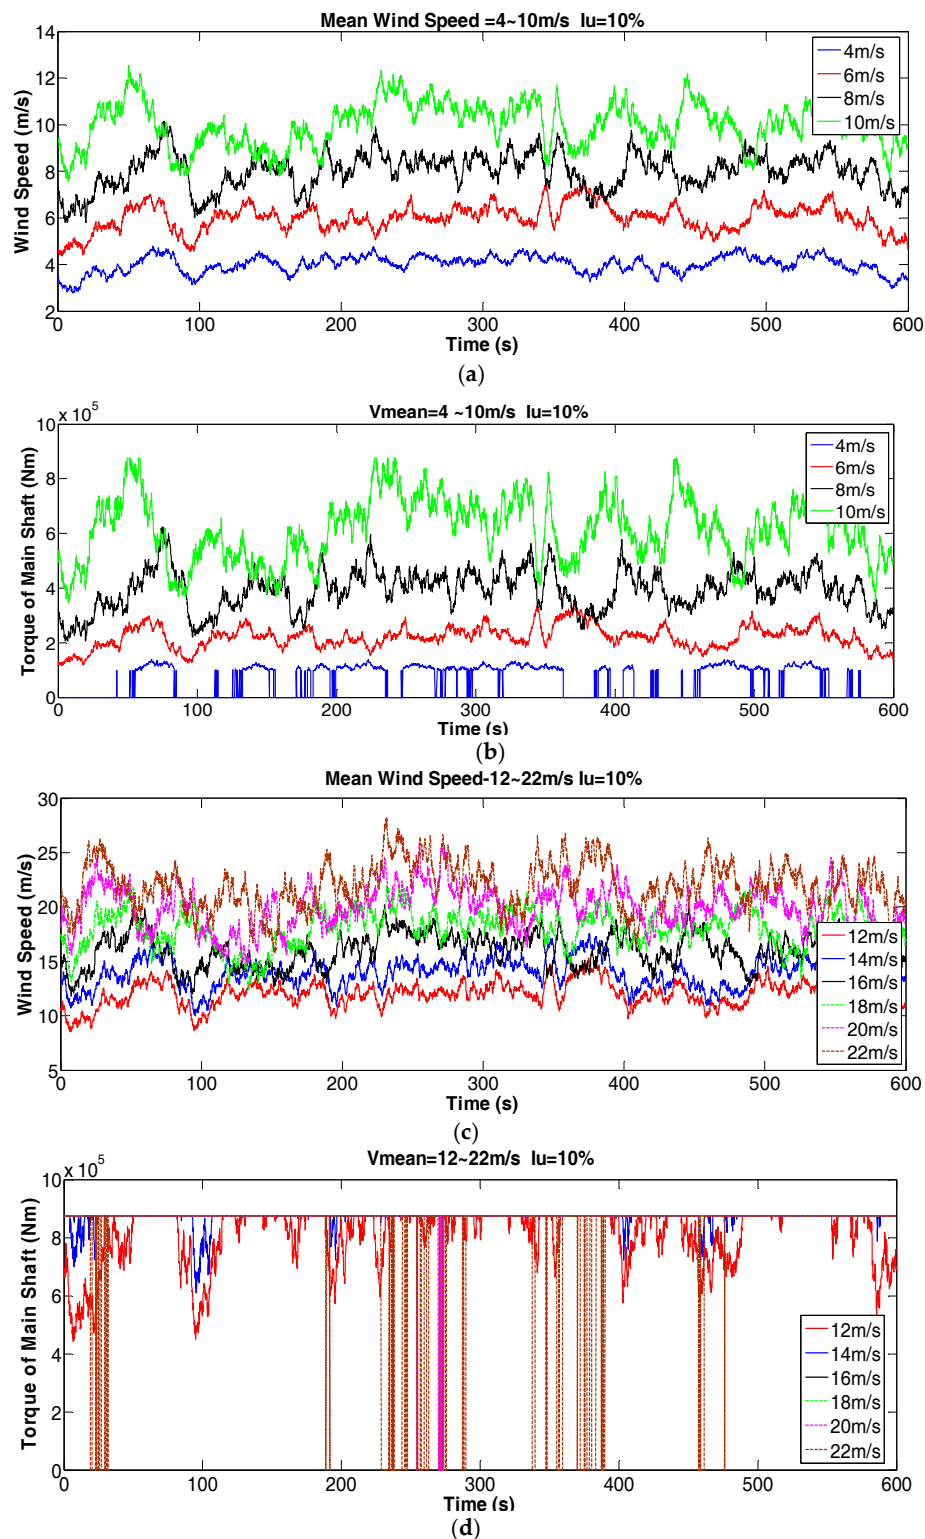 Mean Wind Speed =4~10m/s Iu=10%
14
12
10
8
6
4
2
Wind Speed (m/s)
4m/s
6m/s
8m/s
10m/s
0 100 200 300 400 500 600
Time (s)
(a)
Vmean=4 ~10m/s Iu=10%
x 10^5
10
8
6
4
2
0
Torque of Main Shaft (Nm)
4m/s
6m/s
8m/s
10m/s
0 100 200 300 400 500 600
Time (s)
(b)
Mean Wind Speed-12~22m/s Iu=10%
30
25
20
15
10
5
Wind Speed (m/s)
12m/s
14m/s
16m/s
18m/s
20m/s
22m/s
0 100 200 300 400 500 600
Time (s)
(c)
Vmean=12~22m/s Iu=10%
x 10^5
10
8
6
4
2
0
Torque of Main Shaft (Nm)
12m/s
14m/s
16m/s
18m/s
20m/s
22m/s
0 100 200 300 400 500 600
Time (s)
(d)